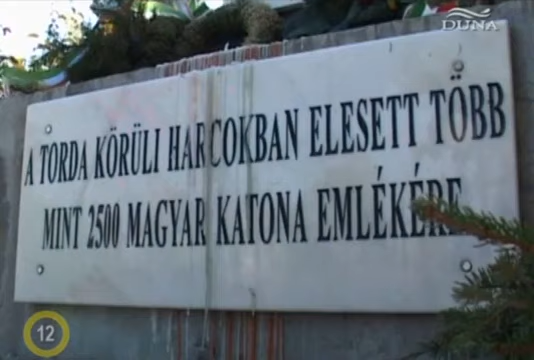 DUNA
A TORDA KÖRÜLI HARCOKBAN ELESETT TÖBB
MINT 2500 MAGYAR KATONA EMLÉKÉRE
12